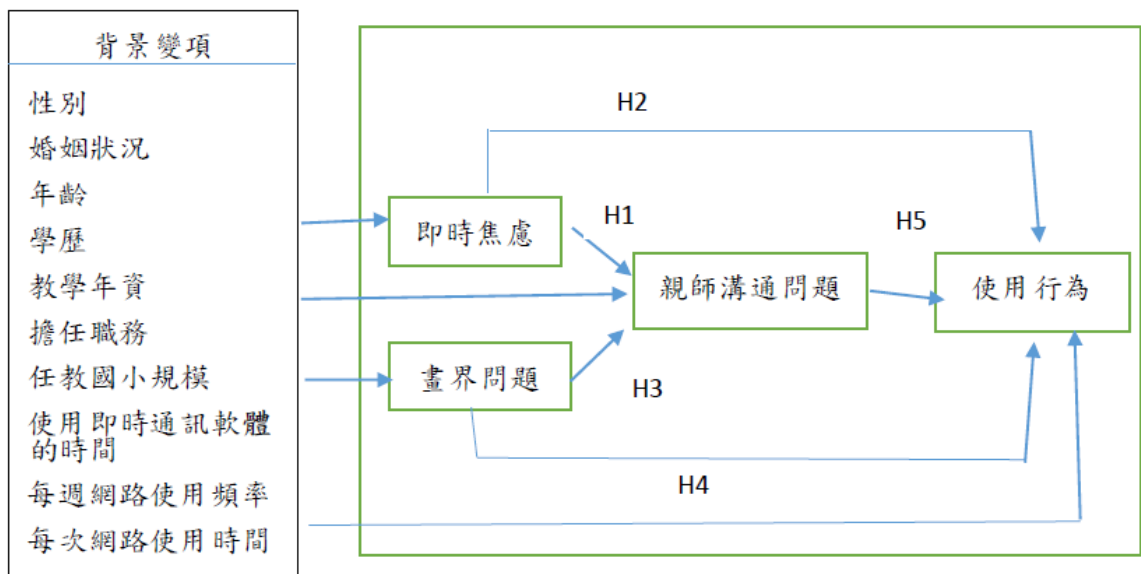 背景變項
性別
婚姻狀況
年齡
學歷
教學年資
擔任職務
任教國小規模
使用即時通訊軟體
的時間
每週網路使用頻率
每次網路使用時間
H2
即時焦慮
H1
H5
親師溝通問題
使用行為
畫界問題
H3
H4